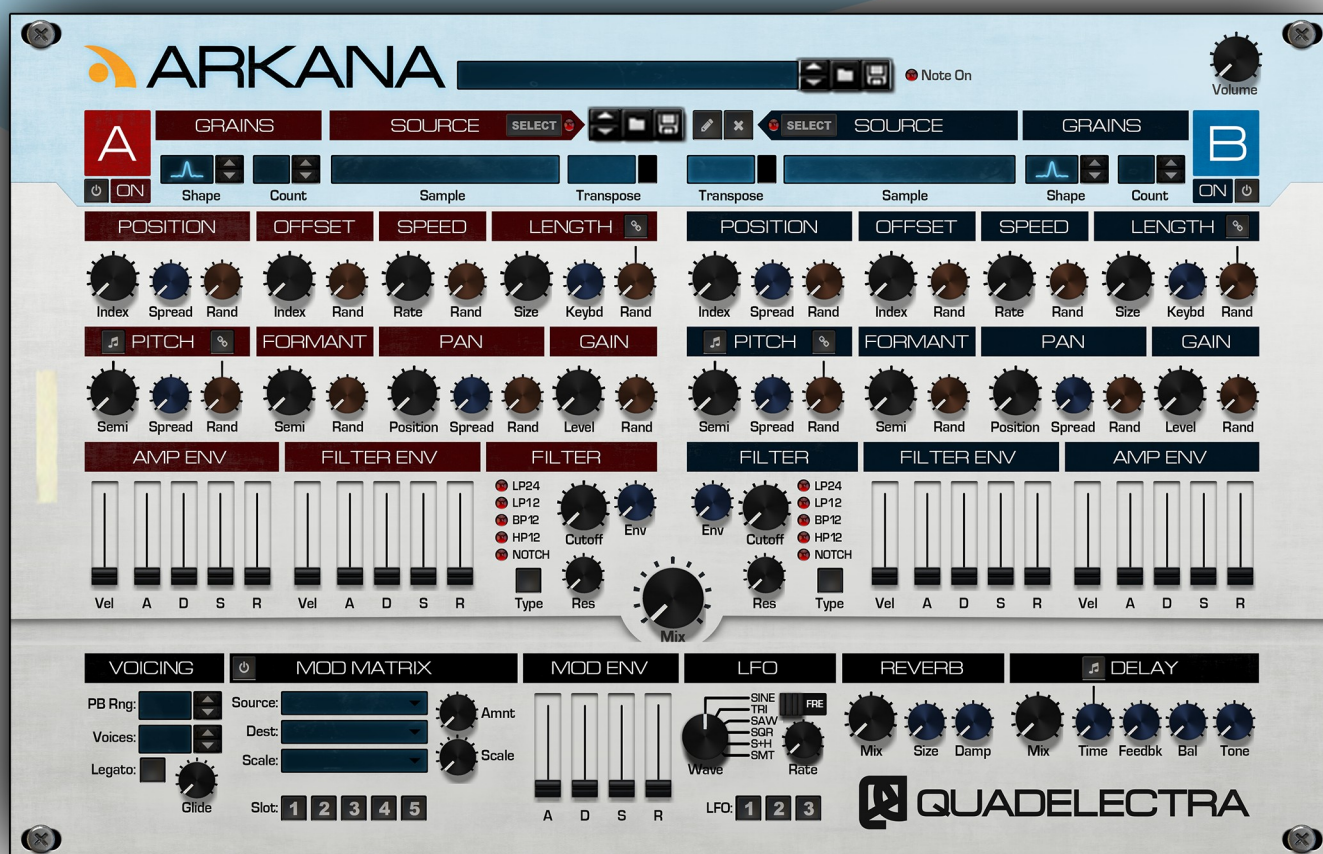 ARKANA
Note On
Volume
A GRAINS SOURCE SELECT SELECT SOURCE GRAINS B
ON Shape Count Sample Transpose Transpose Sample Shape Count ON
POSITION OFFSET SPEED LENGTH POSITION OFFSET SPEED LENGTH
Index Spread Rand Index Rand Rate Rand Size Keybd Rand Index Spread Rand Index Rand Rate Rand Size Keybd Rand
PITCH FORMANT PAN GAIN PITCH FORMANT PAN GAIN
Semi Spread Rand Semi Rand Position Spread Rand Level Rand Semi Spread Rand Semi Rand Position Spread Rand Level Rand
AMP ENV FILTER ENV FILTER FILTER FILTER ENV AMP ENV
LP24 LP24
LP12 LP12
BP12 Env Env BP12
HP12 Cutoff Cutoff HP12
NOTCH NOTCH
Vel A D S R Vel A D S R Type Res Res Type Vel A D S R Vel A D S R
Mix
VOICING MOD MATRIX MOD ENV LFO REVERB DELAY
PB Rng: Source: Amnt SINE FRE
TRI
SAW
Voices: Dest: SQR
S+H
Legato: Scale: Scale SMT
Wave Rate Mix Size Damp Mix Time Feedbk Bal Tone
Glide Slot: 1 2 3 4 5 A D S R LFO: 1 2 3 QUADELECTRA